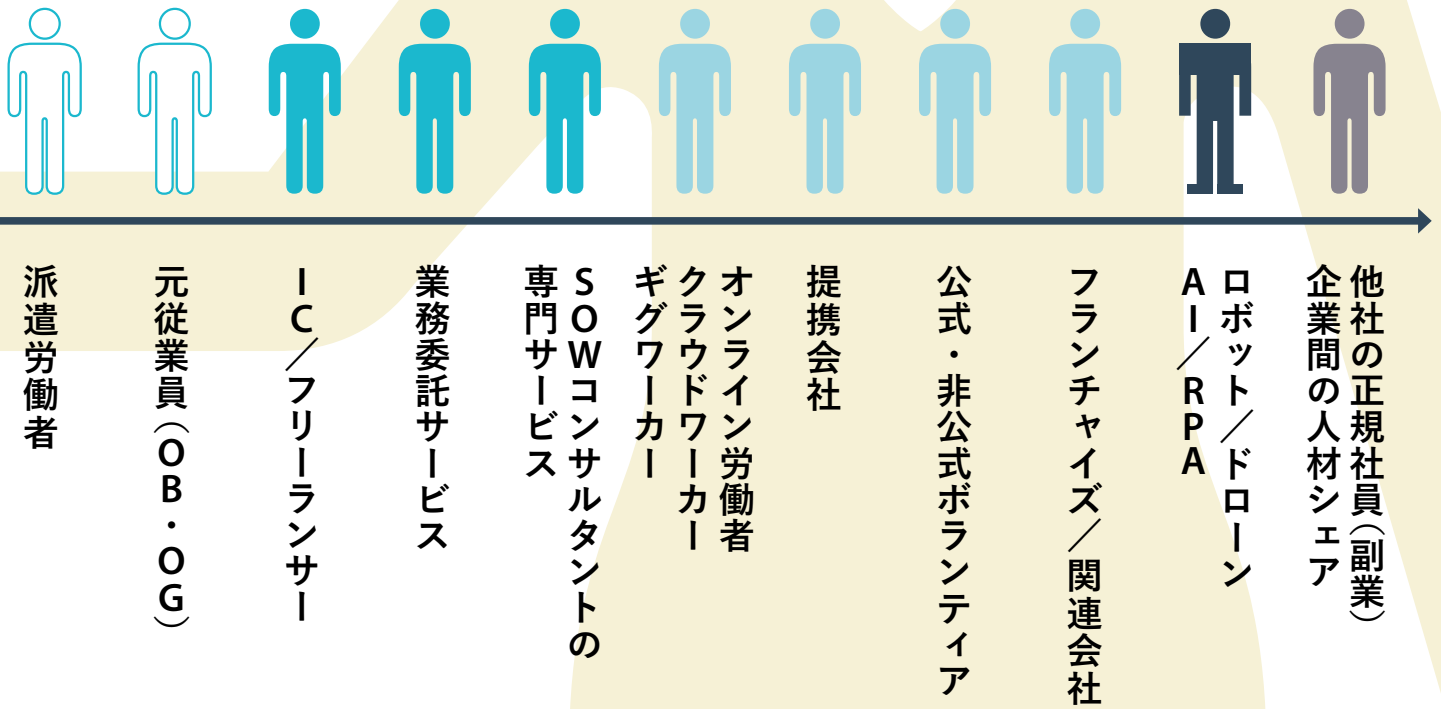 派遣労働者
元従業員（OB・OG）
IC／フリーランサー
業務委託サービス
SOWコンサルタントの
専門サービス
オンライン労働者
クラウドワーカー
ギグワーカー
提携会社
公式・非公式ボランティア
フランチャイズ／関連会社
ロボット／ドローン
AI／RPA
他社の正規社員（副業）
企業間の人材シェア